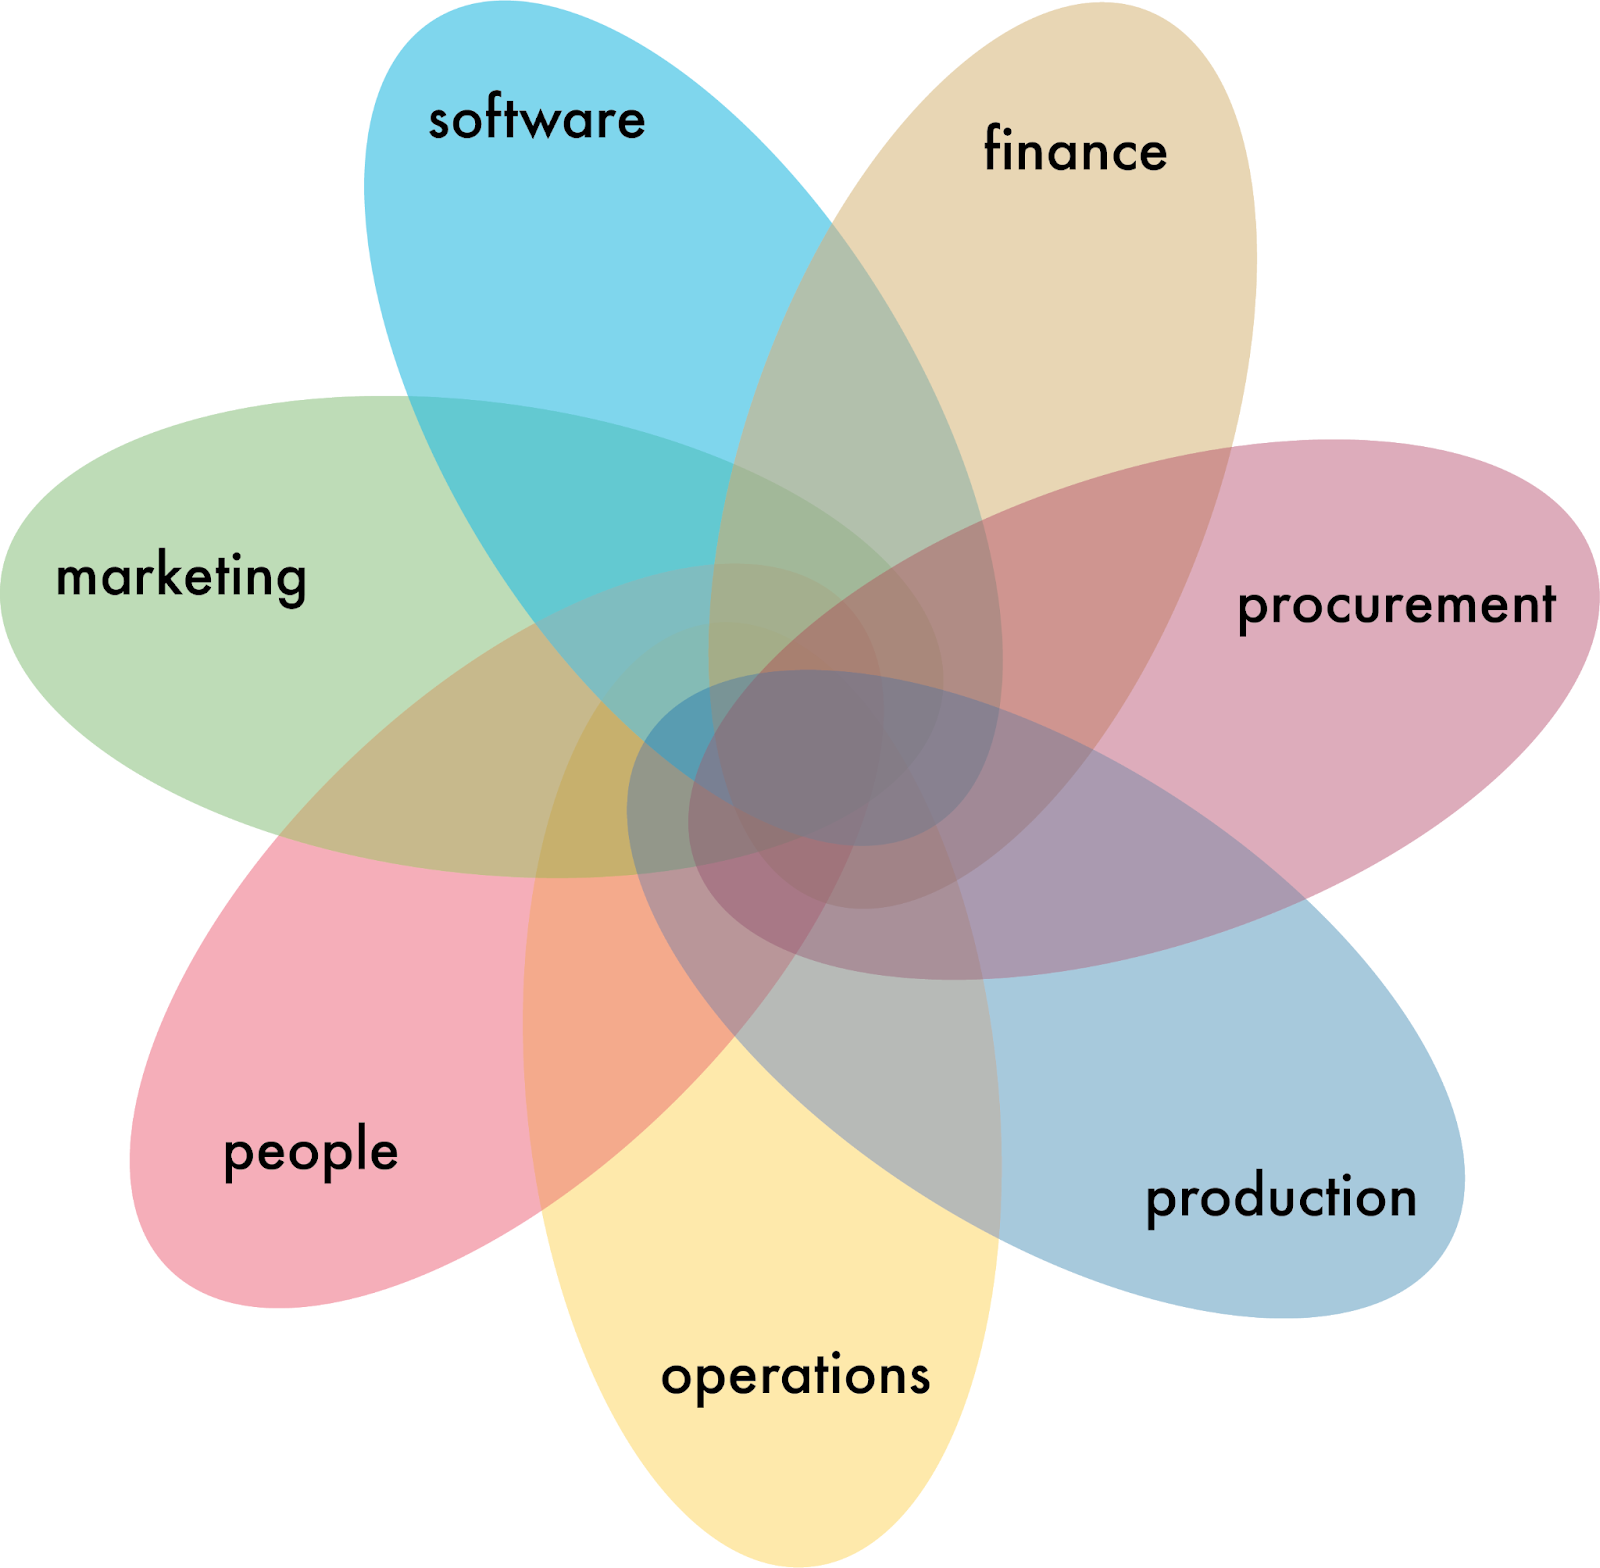 software
finance
marketing
procurement
people
production
operations